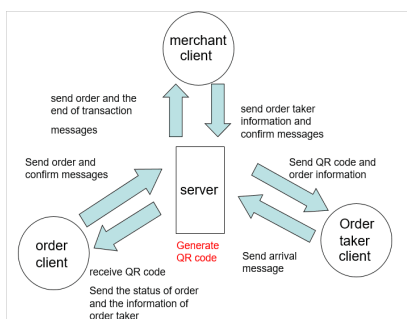 merchant
client
send order and the
end of transaction
messages
send order taker
information and
confirm messages
Send order and
confirm messages
Send QR code and
order information
server
order
client
Generate
QR code
Order
taker
client
receive QR code
Send arrival
message
Send the status of order
and the information of
order taker